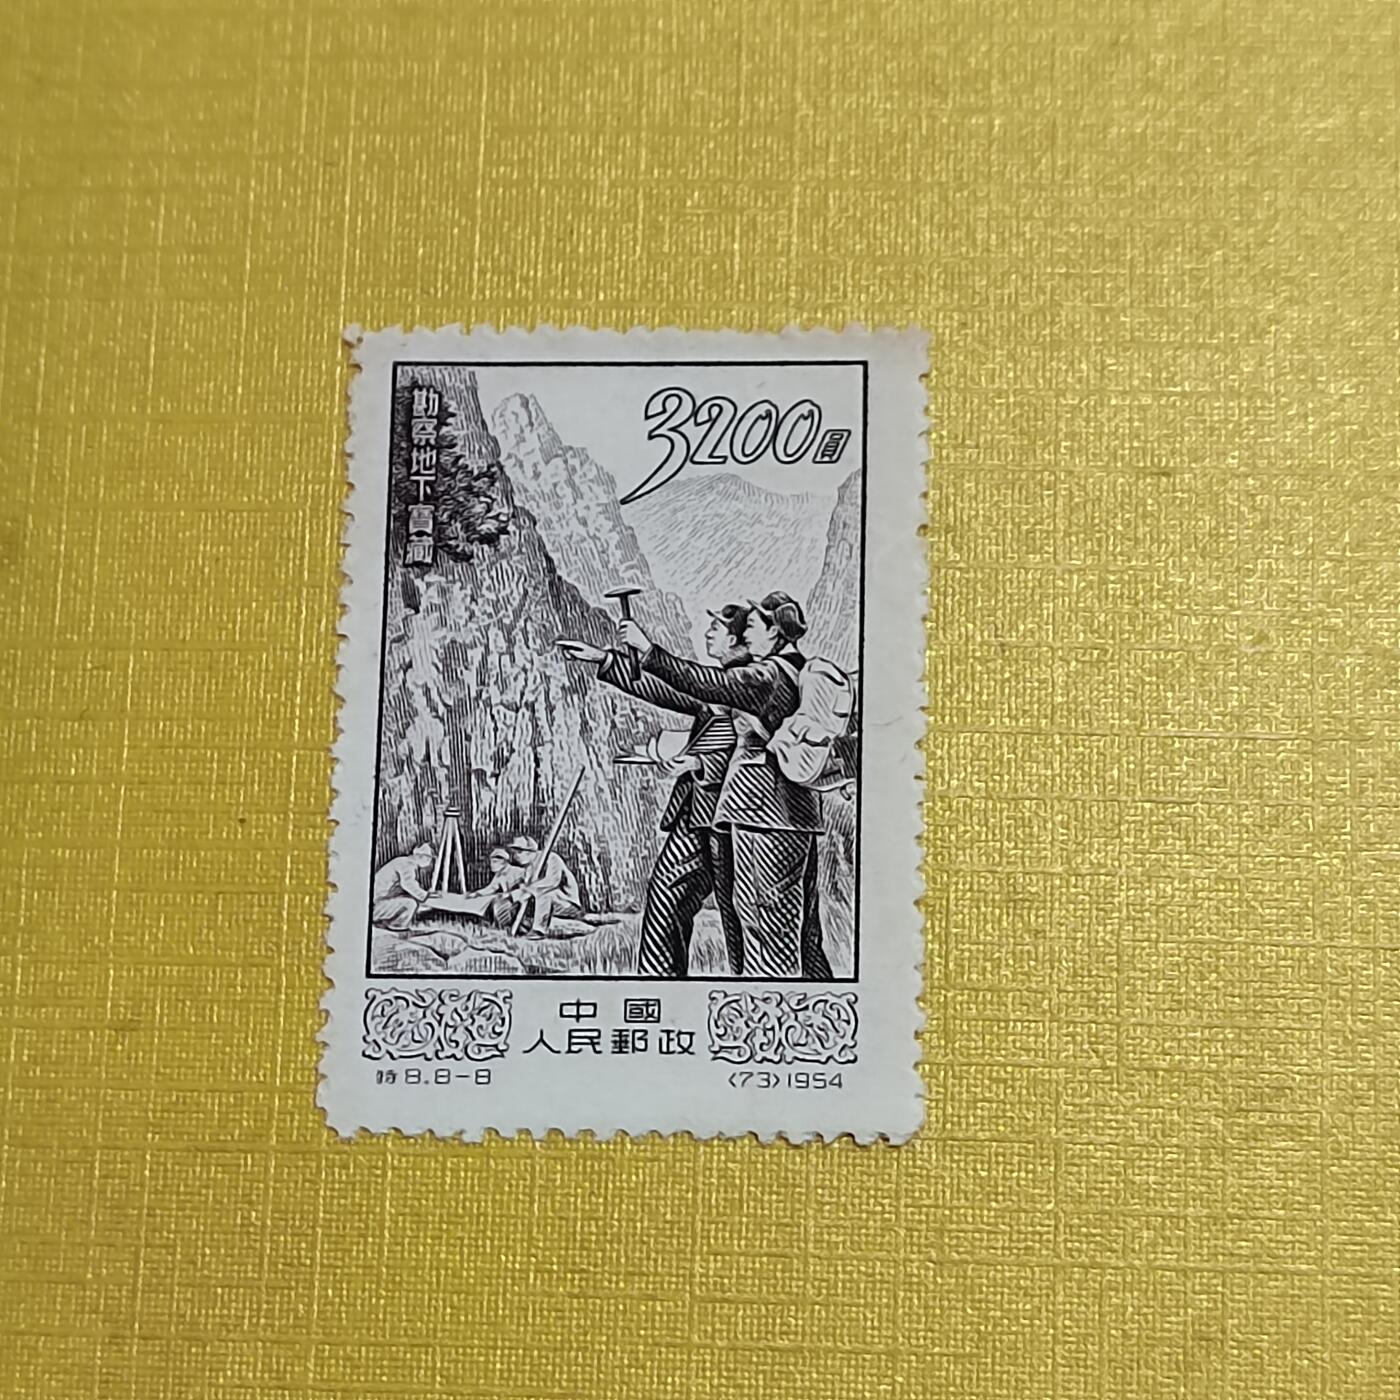 勘察地下寶藏
3200圓
中國
人民郵政
特8.8-8
(73)1954